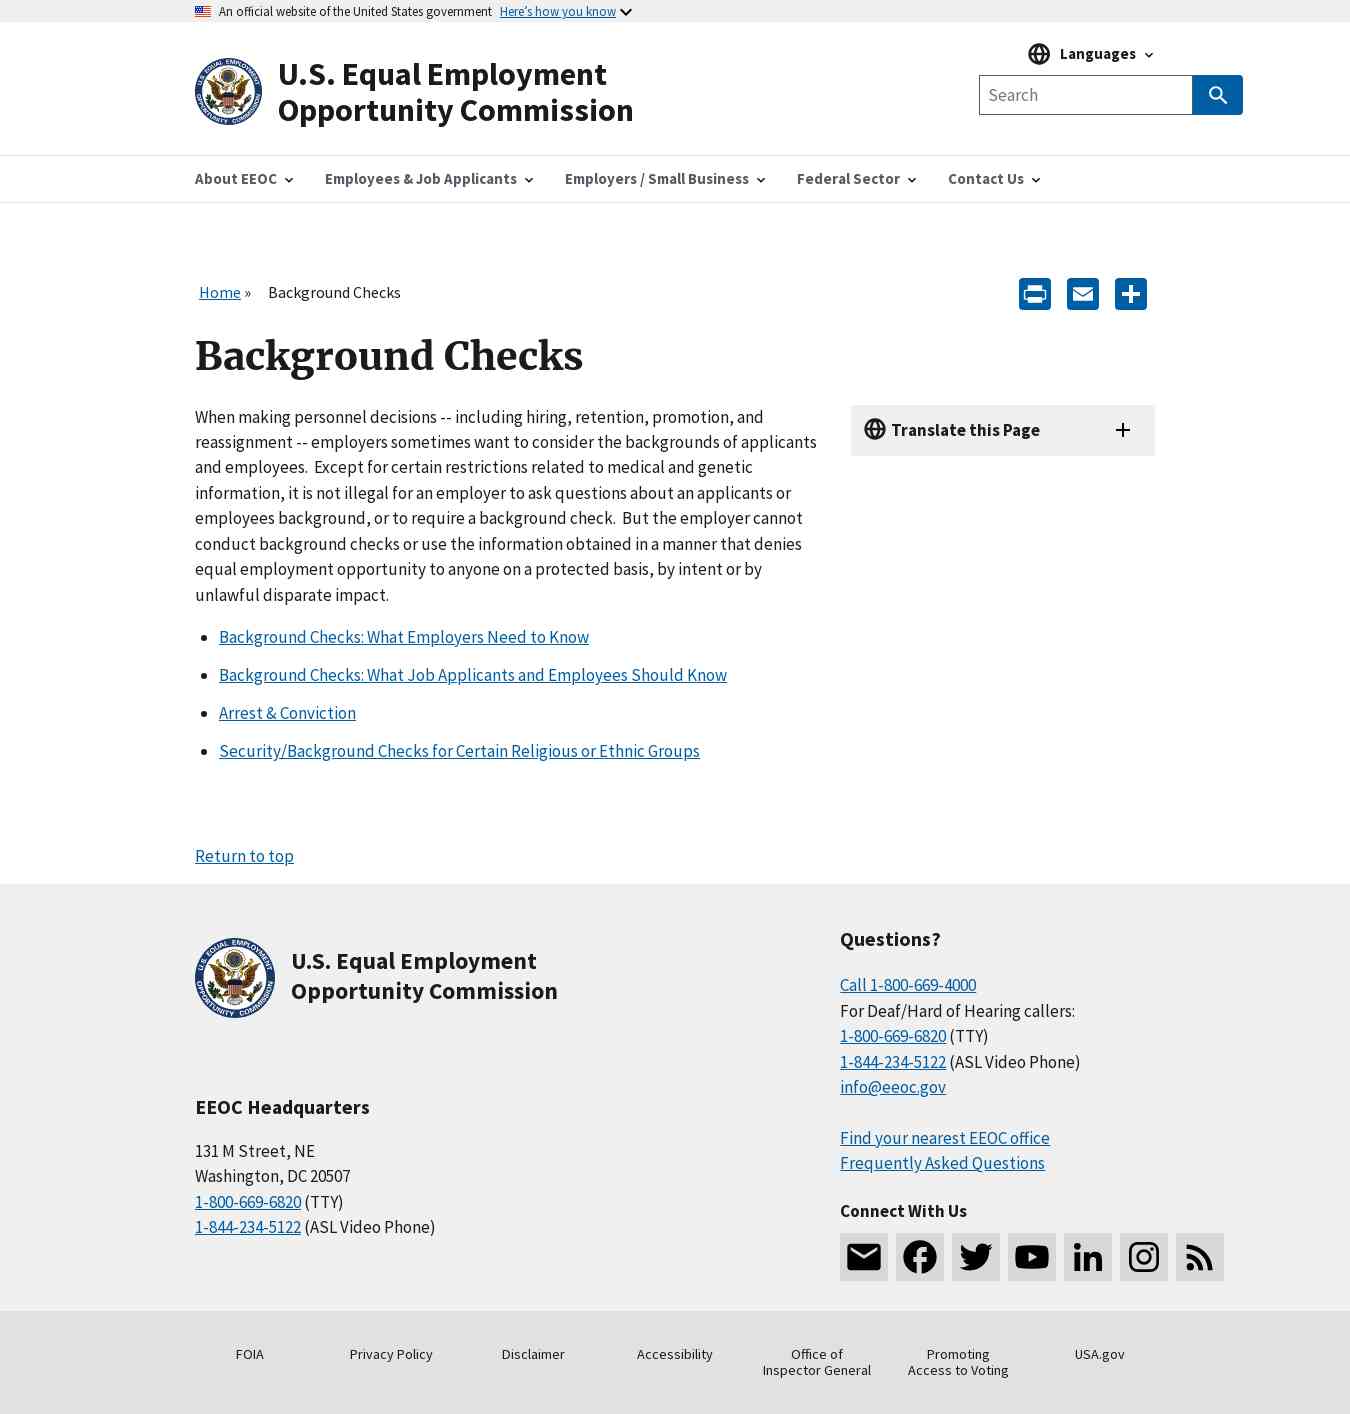 An official website of the United States government Here’s how you know
U.S. Equal Employment
Opportunity Commission
Languages
Search
About EEOC
Employees & Job Applicants
Employers / Small Business
Federal Sector
Contact Us
Home » Background Checks
Background Checks
When making personnel decisions -- including hiring, retention, promotion, and
reassignment -- employers sometimes want to consider the backgrounds of applicants
and employees.  Except for certain restrictions related to medical and genetic
information, it is not illegal for an employer to ask questions about an applicants or
employees background, or to require a background check.  But the employer cannot
conduct background checks or use the information obtained in a manner that denies
equal employment opportunity to anyone on a protected basis, by intent or by
unlawful disparate impact.
Translate this Page
Background Checks: What Employers Need to Know
Background Checks: What Job Applicants and Employees Should Know
Arrest & Conviction
Security/Background Checks for Certain Religious or Ethnic Groups
Return to top
U.S. Equal Employment
Opportunity Commission
EEOC Headquarters
131 M Street, NE
Washington, DC 20507
1-800-669-6820 (TTY)
1-844-234-5122 (ASL Video Phone)
Questions?
Call 1-800-669-4000
For Deaf/Hard of Hearing callers:
1-800-669-6820 (TTY)
1-844-234-5122 (ASL Video Phone)
info@eeoc.gov
Find your nearest EEOC office
Frequently Asked Questions
Connect With Us
FOIA
Privacy Policy
Disclaimer
Accessibility
Office of
Inspector General
Promoting
Access to Voting
USA.gov